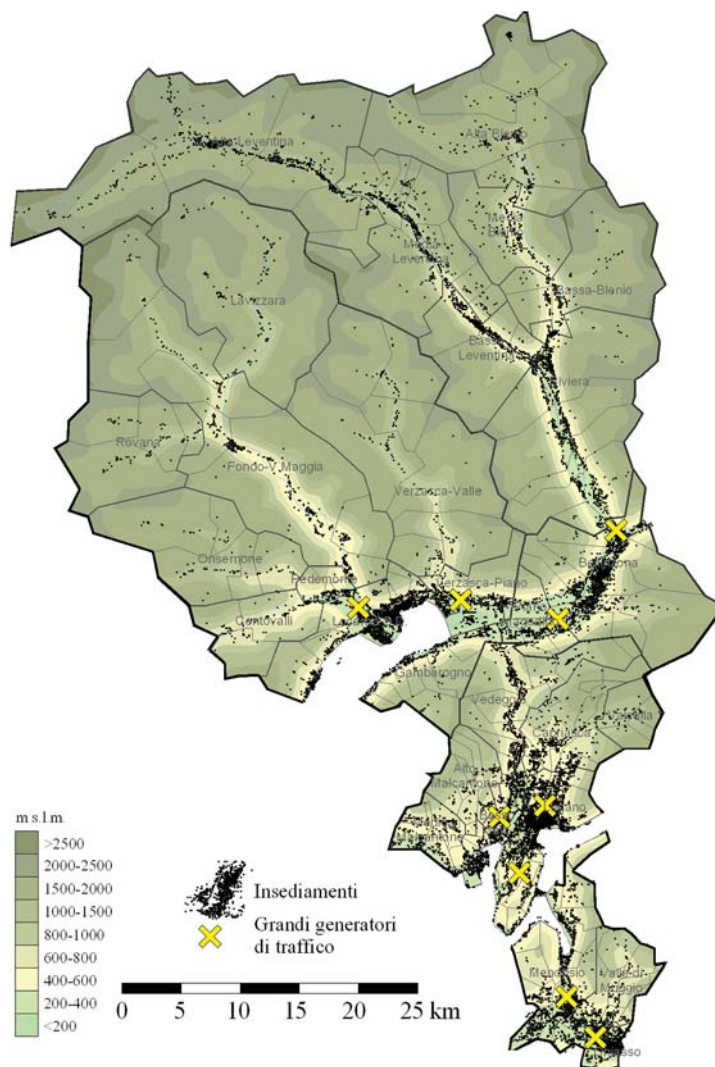 Alta Blenio
Alta Leventina
Media
Blenio
Media
Leventina
Bassa-Blenio
Lavizzara
Bassa
Leventina
Riviera
Rovana
Fondo-V.Maggia
Verzasca-Valle
Onsernone
Pedemonte
Verzasca-Piano
Centovalli
Gambarogno
Vedeggio
Capriasca
Alto
Malcantone
m s.l.m.
>2500
2000-2500
1500-2000
1000-1500
800-1000
600-800
400-600
200-400
<200
Insediamenti
Grandi generatori
di traffico
Mendrisio
Valle di
Muggio
0 5 10 15 20 25 km